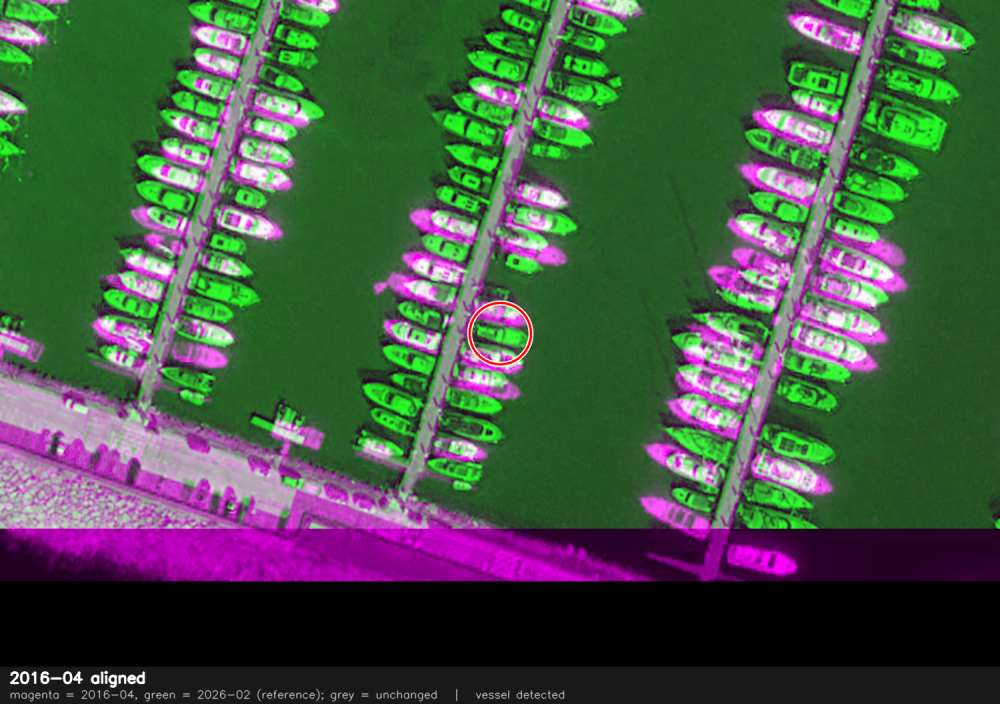 2016-04 aligned
magenta = 2016-04, green = 2026-02 (reference); grey = unchanged | vessel detected